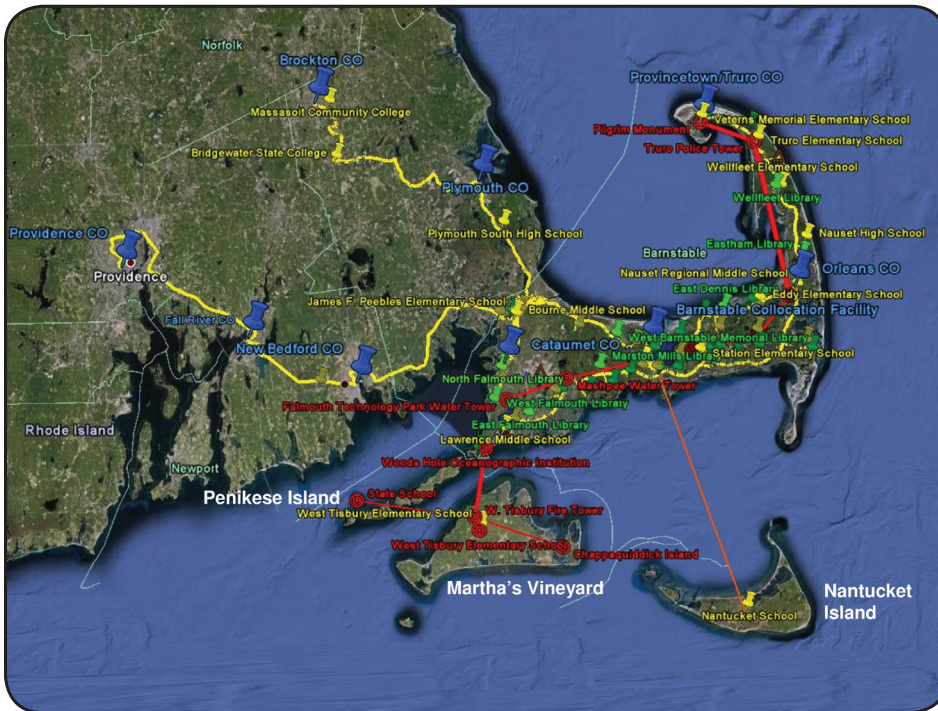 Norfolk
Brockton CO
Massasoit Community College
Bridgewater State College
Plymouth CO
Plymouth South High School
Provincetown/Truro CO
Veterns Memorial Elementary School
Pilgrim Monument
Truro Elementary School
Truro Police Tower
Wellfleet Elementary School
Wellfleet Library
Nauset High School
Eastham Library
Barnstable
Nauset Regional Middle School
Orleans CO
East Dennis Library
Eddy Elementary School
Providence CO
Providence
James F. Peebles Elementary School
Bourne Middle School
Barnstable Collocation Facility
Fall River CO
New Bedford CO
Cataumet CO
West Barnstable Memorial Library
Marston Mills Library
Station Elementary School
North Falmouth Library
Mashpee Water Tower
Falmouth Technology Park Water Tower
West Falmouth Library
East Falmouth Library
Rhode Island
Lawrence Middle School
Woods Hole Oceanographic Institution
Newport
Penikese Island
State School
West Tisbury Elementary School
W. Tisbury Fire Tower
West Tisbury Elementary School
Chappaquiddick Island
Martha's Vineyard
Nantucket
Island
Nantucket School